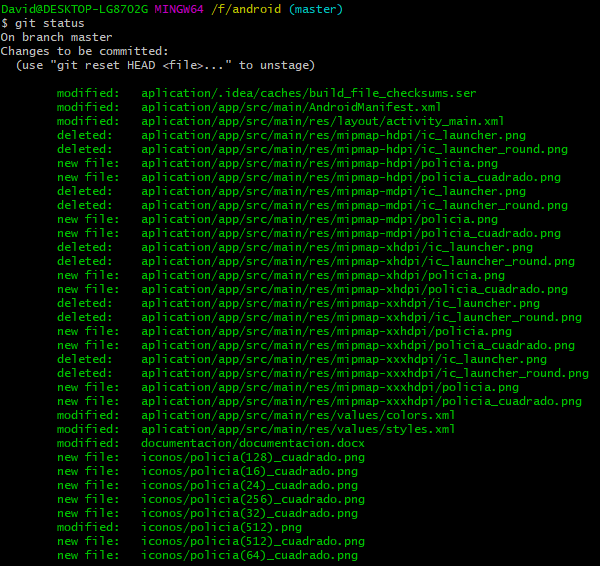 David@DESKTOP-LG8702G MINGW64 /f/android (master)
$ git status
On branch master
Changes to be committed:
  (use "git reset HEAD <file>..." to unstage)

        modified:   aplication/.idea/caches/build_file_checksums.ser
        modified:   aplication/app/src/main/AndroidManifest.xml
        modified:   aplication/app/src/main/res/layout/activity_main.xml
        deleted:    aplication/app/src/main/res/mipmap-hdpi/ic_launcher.png
        deleted:    aplication/app/src/main/res/mipmap-hdpi/ic_launcher_round.png
        new file:   aplication/app/src/main/res/mipmap-hdpi/policia.png
        new file:   aplication/app/src/main/res/mipmap-hdpi/policia_cuadrado.png
        deleted:    aplication/app/src/main/res/mipmap-mdpi/ic_launcher.png
        deleted:    aplication/app/src/main/res/mipmap-mdpi/ic_launcher_round.png
        new file:   aplication/app/src/main/res/mipmap-mdpi/policia.png
        new file:   aplication/app/src/main/res/mipmap-mdpi/policia_cuadrado.png
        deleted:    aplication/app/src/main/res/mipmap-xhdpi/ic_launcher.png
        deleted:    aplication/app/src/main/res/mipmap-xhdpi/ic_launcher_round.png
        new file:   aplication/app/src/main/res/mipmap-xhdpi/policia.png
        new file:   aplication/app/src/main/res/mipmap-xhdpi/policia_cuadrado.png
        deleted:    aplication/app/src/main/res/mipmap-xxhdpi/ic_launcher.png
        deleted:    aplication/app/src/main/res/mipmap-xxhdpi/ic_launcher_round.png
        new file:   aplication/app/src/main/res/mipmap-xxhdpi/policia.png
        new file:   aplication/app/src/main/res/mipmap-xxhdpi/policia_cuadrado.png
        deleted:    aplication/app/src/main/res/mipmap-xxxhdpi/ic_launcher.png
        deleted:    aplication/app/src/main/res/mipmap-xxxhdpi/ic_launcher_round.png
        new file:   aplication/app/src/main/res/mipmap-xxxhdpi/policia.png
        new file:   aplication/app/src/main/res/mipmap-xxxhdpi/policia_cuadrado.png
        modified:   aplication/app/src/main/res/values/colors.xml
        modified:   aplication/app/src/main/res/values/styles.xml
        modified:   documentacion/documentacion.docx
        new file:   iconos/policia(128)_cuadrado.png
        new file:   iconos/policia(16)_cuadrado.png
        new file:   iconos/policia(24)_cuadrado.png
        new file:   iconos/policia(256)_cuadrado.png
        new file:   iconos/policia(32)_cuadrado.png
        modified:   iconos/policia(512).png
        new file:   iconos/policia(512)_cuadrado.png
        new file:   iconos/policia(64)_cuadrado.png